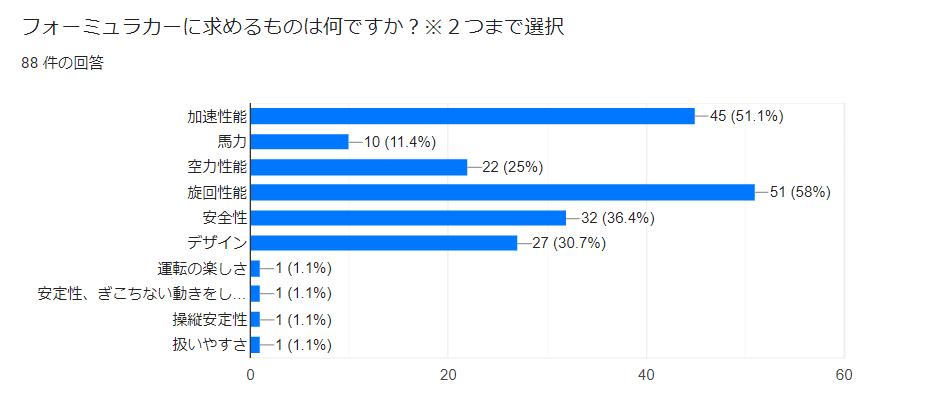 フォーミュラカーに求めるものは何ですか？※２つまで選択
88 件の回答
加速性能 45 (51.1%)
馬力 10 (11.4%)
空力性能 22 (25%)
旋回性能 51 (58%)
安全性 32 (36.4%)
デザイン 27 (30.7%)
運転の楽しさ 1 (1.1%)
安定性、ぎこちない動きをし... 1 (1.1%)
操縦安定性 1 (1.1%)
扱いやすさ 1 (1.1%)
0 20 40 60